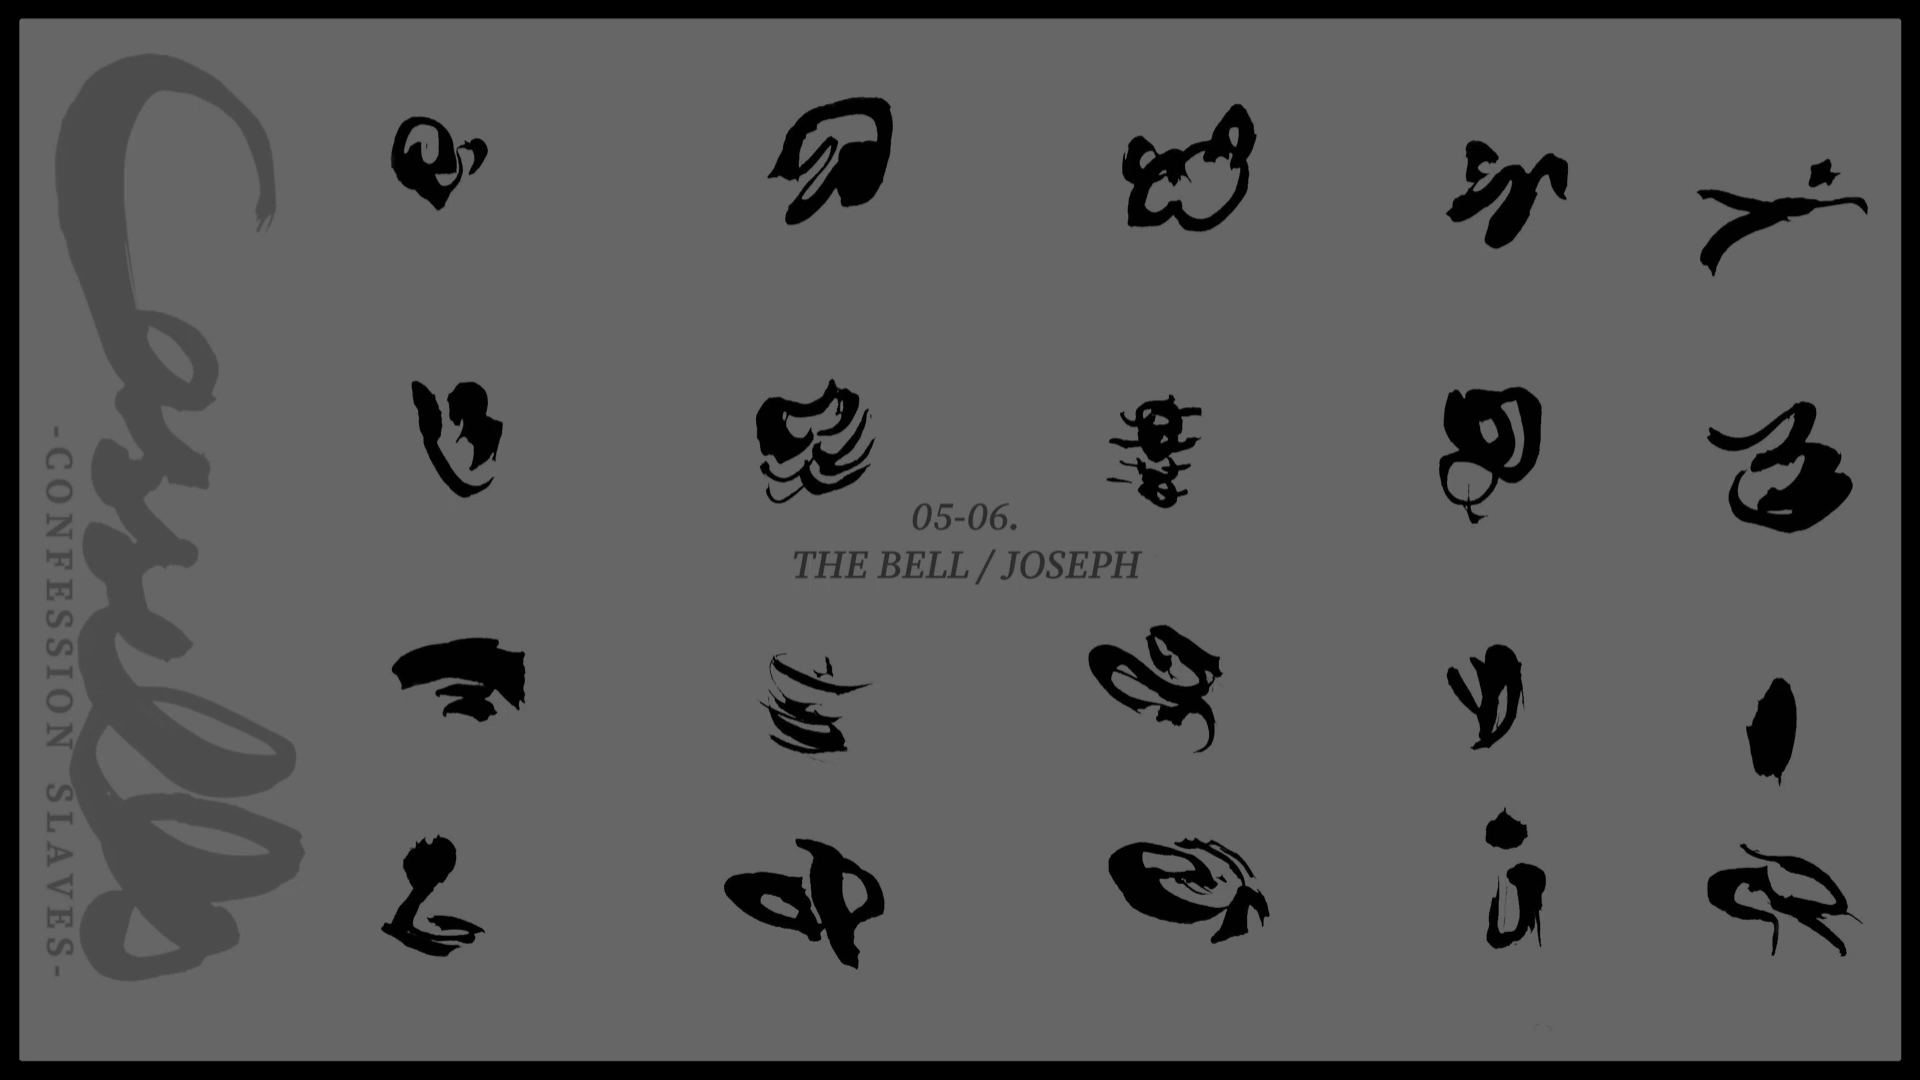 -CONFESSION SLAVES-
05-06.
THE BELL / JOSEPH